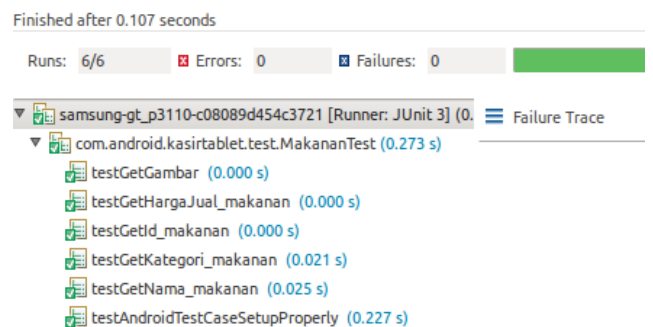 Finished after 0.107 seconds
Runs: 6/6 Errors: 0 Failures: 0
samsung-gt_p3110-c08089d454c3721 [Runner: JUnit 3] (0. Failure Trace
com.android.kasirtablet.test.MakananTest (0.273 s)
testGetGambar (0.000 s)
testGetHargaJual_makanan (0.000 s)
testGetId_makanan (0.000 s)
testGetKategori_makanan (0.021 s)
testGetNama_makanan (0.025 s)
testAndroidTestCaseSetupProperly (0.227 s)